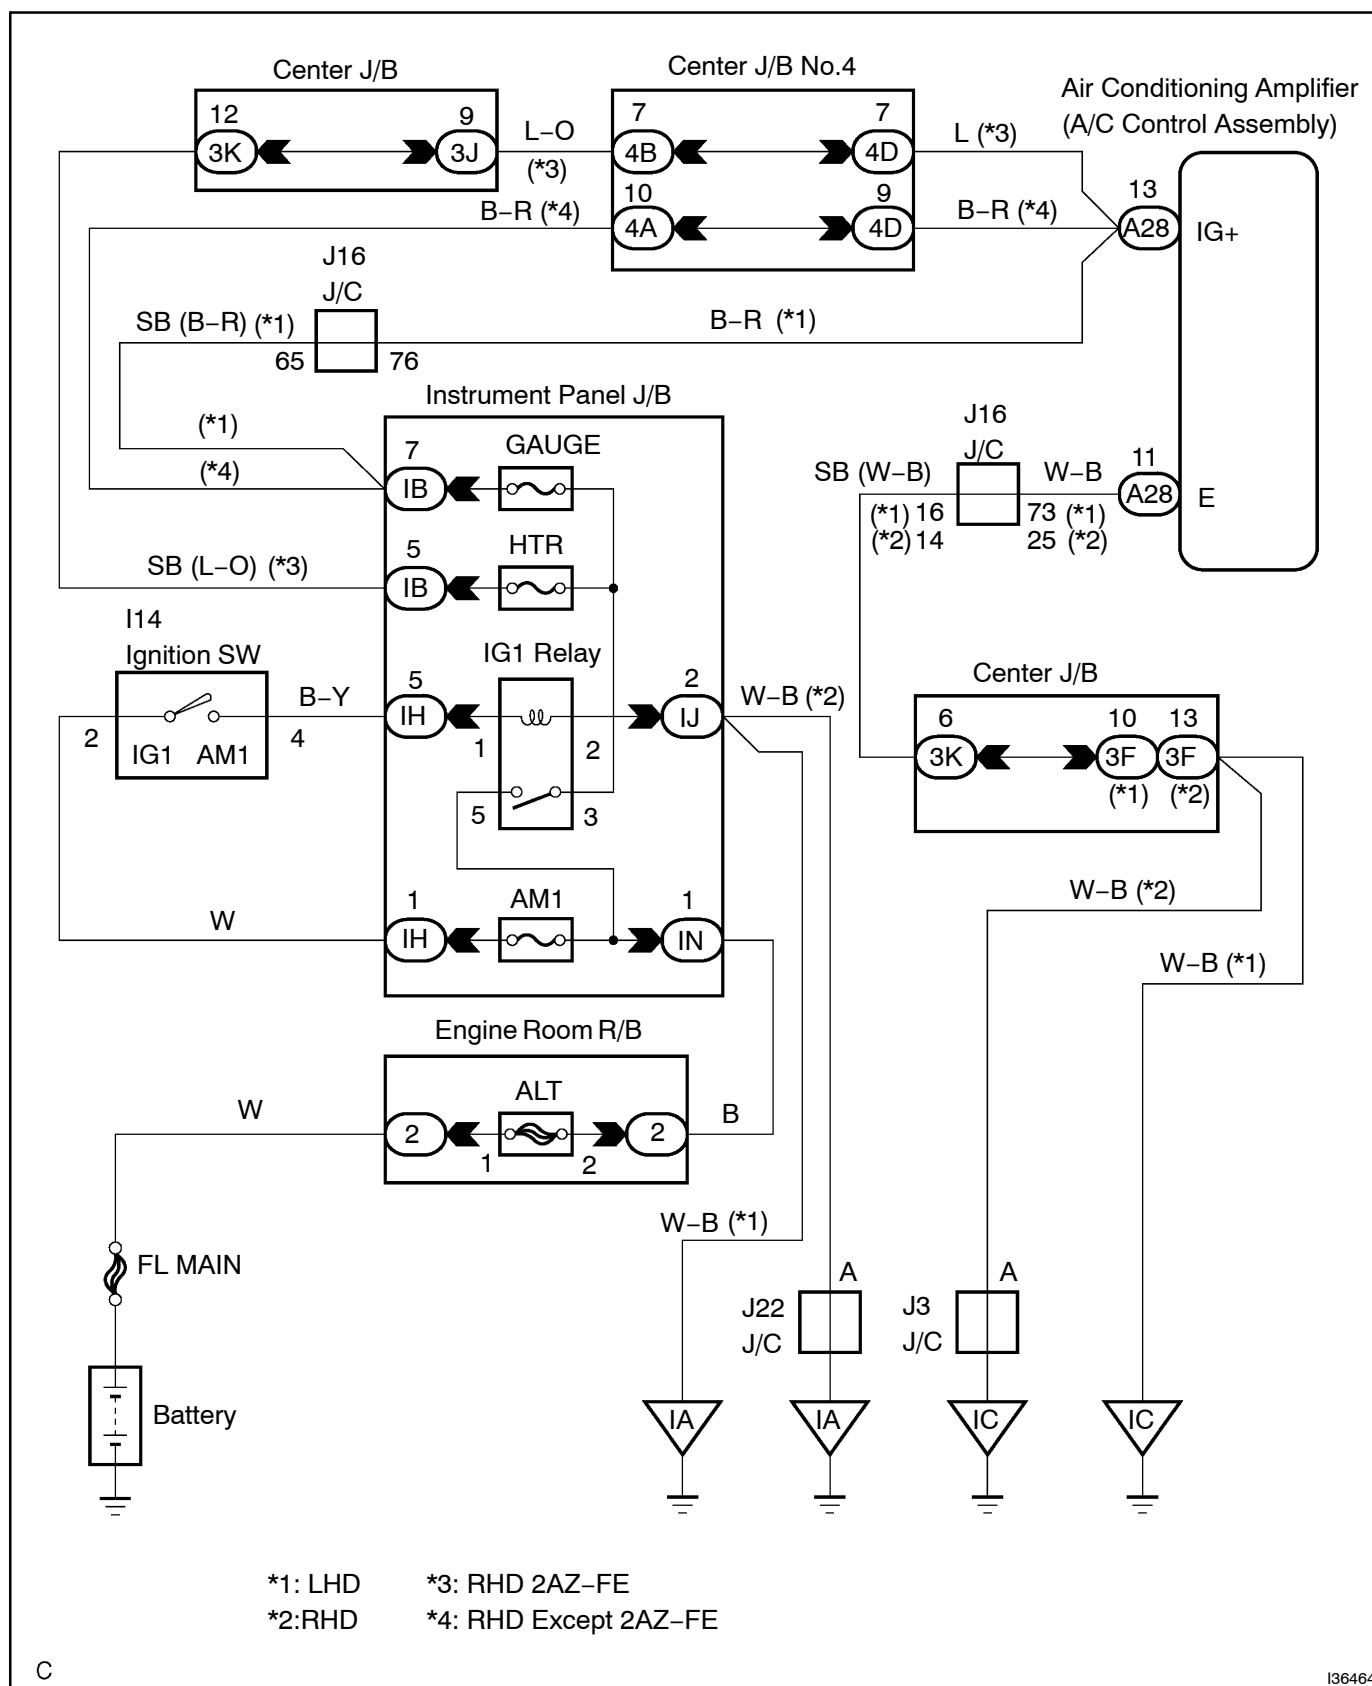 Center J/B
Center J/B No.4
Air Conditioning Amplifier
(A/C Control Assembly)
12
9
7
7
3K
3J
L–O
(*3)
4B
4D
L (*3)
10
9
13
B–R (*4)
4A
4D
B–R (*4)
A28
IG+
J16
J/C
SB (B–R) (*1)
B–R (*1)
65
76
Instrument Panel J/B
(*1)
7
GAUGE
J16
J/C
(*4)
IB
SB (W–B)
W–B
11
A28
E
(*1) 16
73 (*1)
(*2) 14
25 (*2)
5
HTR
SB (L–O) (*3)
IB
I14
Ignition SW
IG1 Relay
Center J/B
B–Y
5
2
W–B (*2)
IH
IJ
2
IG1 AM1
4
1
2
6
10
13
3K
3F
3F
(*1)
(*2)
5
3
1
AM1
1
W–B (*2)
W
IH
IN
W–B (*1)
Engine Room R/B
ALT
W
B
2
2
1
2
W–B (*1)
FL MAIN
A
A
J22
J/C
J3
J/C
Battery
IA
IA
IC
IC
*1: LHD
*3: RHD 2AZ–FE
*2:RHD
*4: RHD Except 2AZ–FE
C
I36464